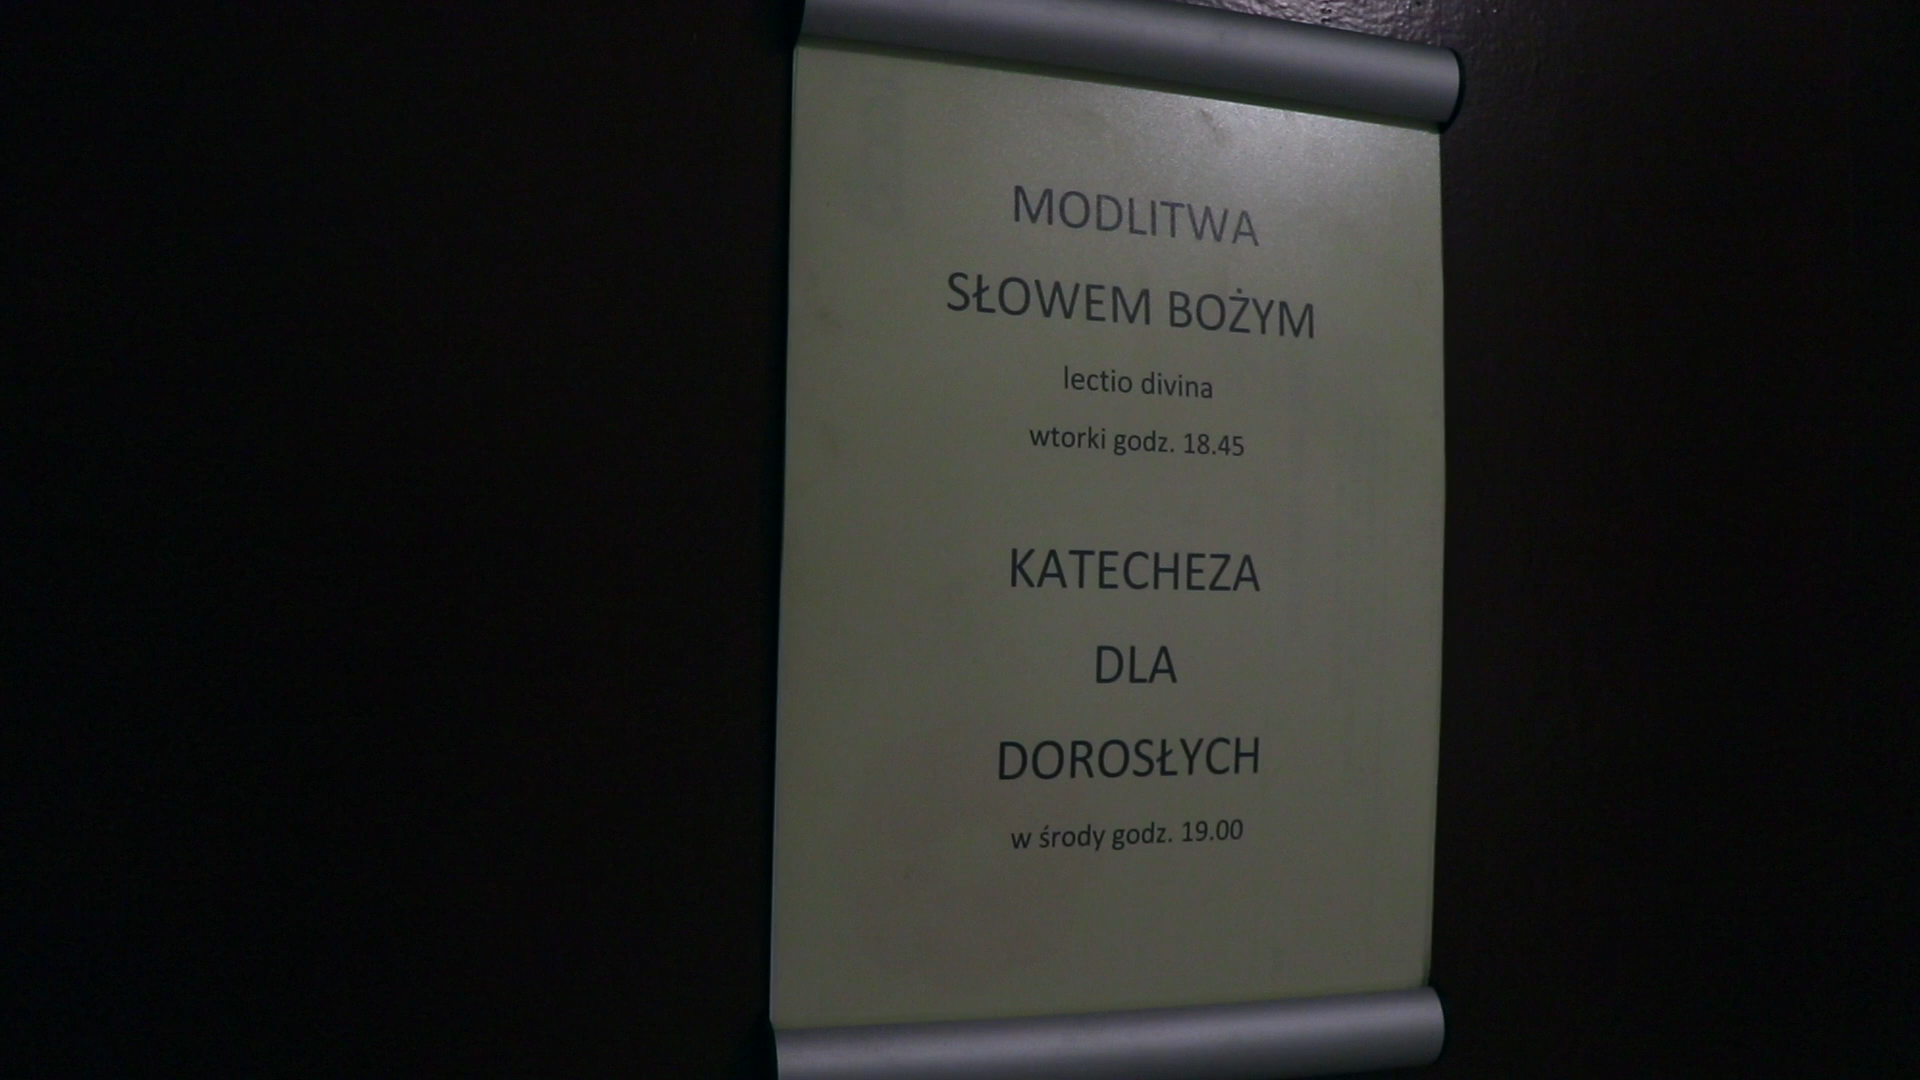 MODLITWA
SŁOWEM BOŻYM
lectio divina
wtorki godz. 18.45
KATECHEZA
DLA
DOROSŁYCH
w środy godz. 19.00